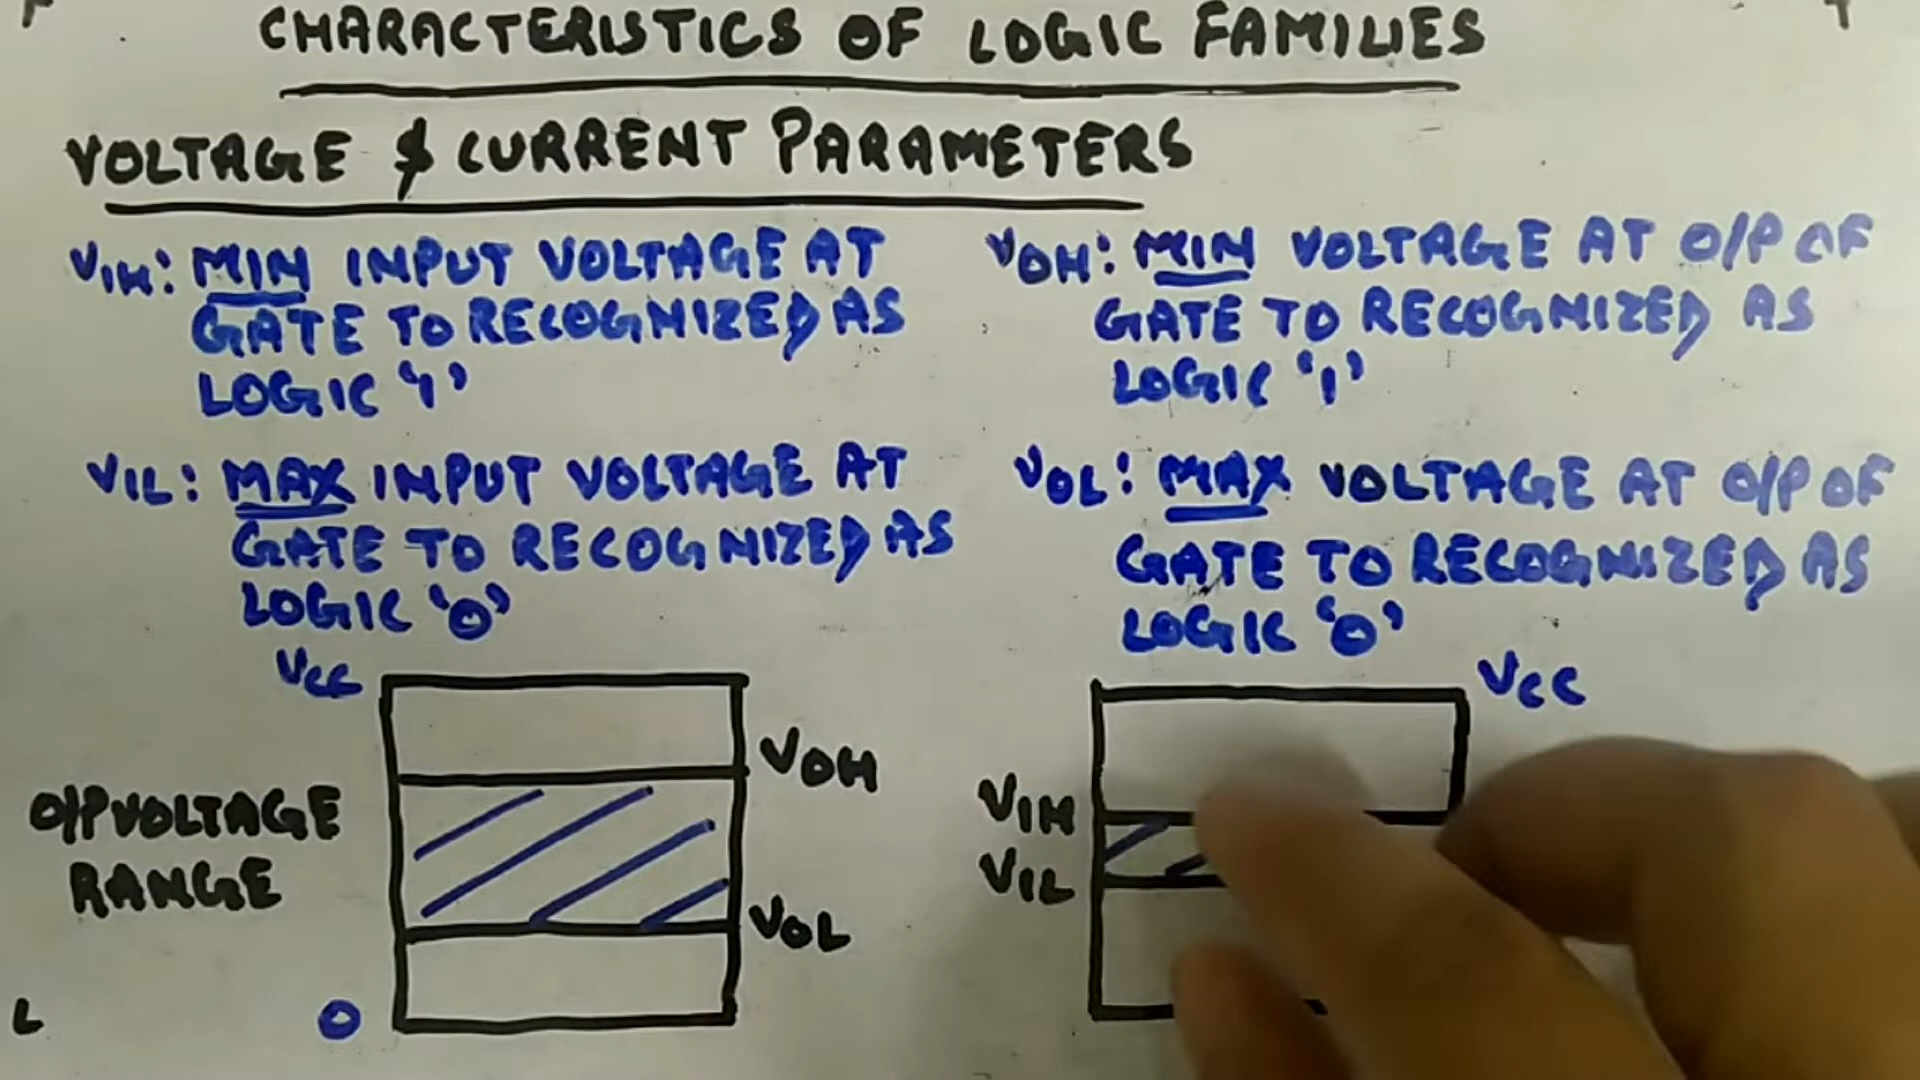 CHARACTERISTICS OF LOGIC FAMILIES
VOLTAGE & CURRENT PARAMETERS
VIH: MIN INPUT VOLTAGE AT
GATE TO RECOGNIZED AS
LOGIC '1'
VIL: MAX INPUT VOLTAGE AT
GATE TO RECOGNIZED AS
LOGIC '0'
VOH: MIN VOLTAGE AT O/P OF
GATE TO RECOGNIZED AS
LOGIC '1'
VOL: MAX VOLTAGE AT O/P OF
GATE TO RECOGNIZED AS
LOGIC '0'
VCC
VOH
O/P VOLTAGE
RANGE
VOL
0
L
VCC
VIH
VIL